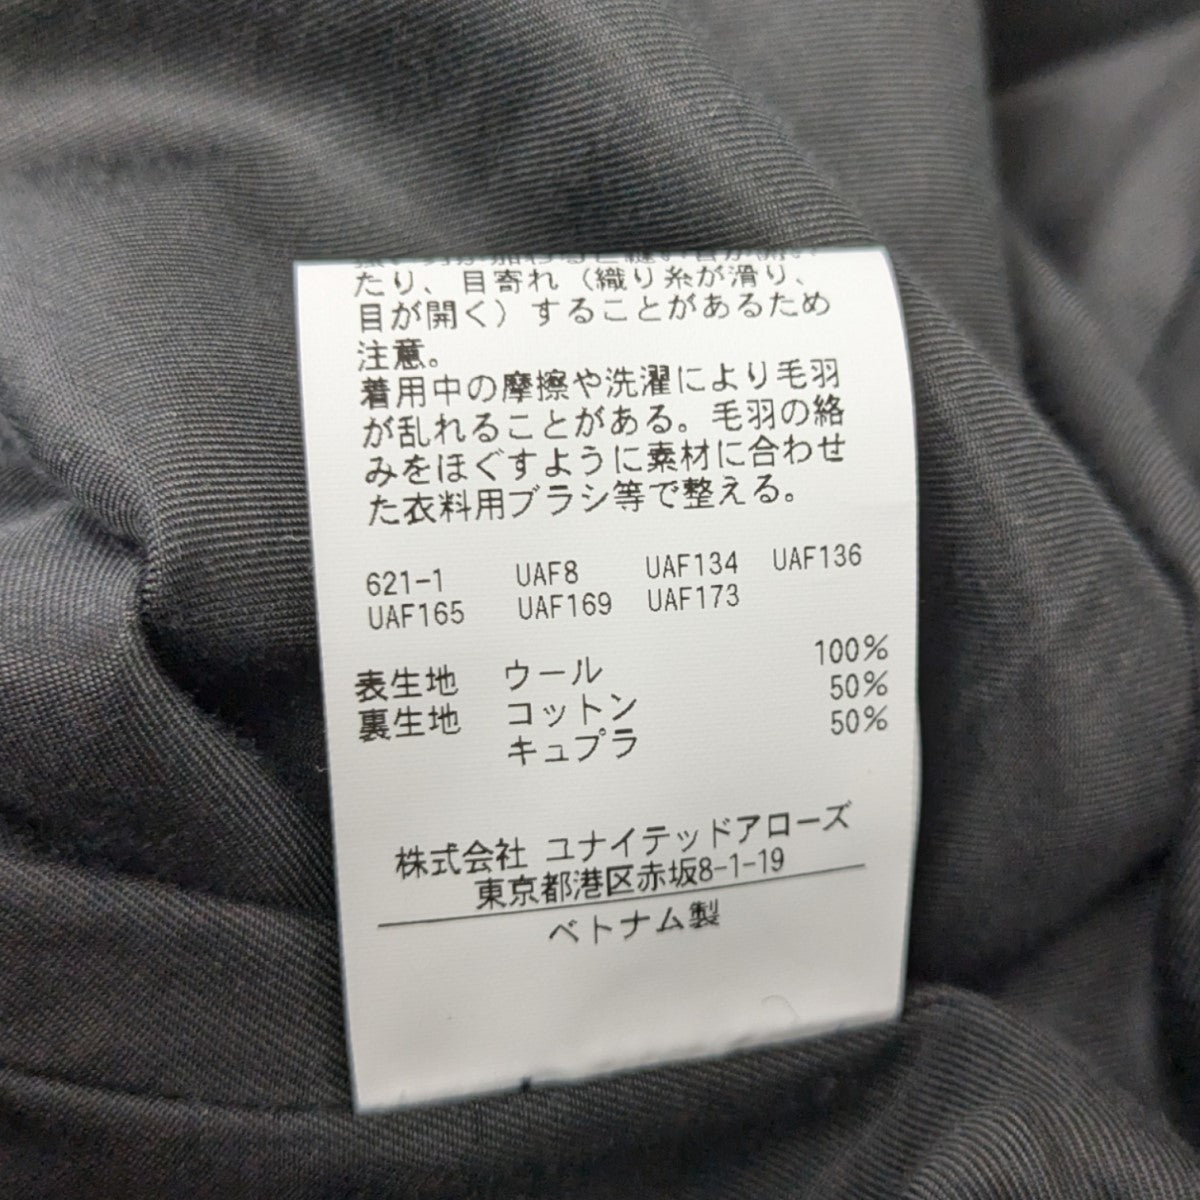 たり、目寄れ（織り糸が滑り、
目が開く）することがあるため
注意。
着用中の摩擦や洗濯により毛羽
が乱れることがある。毛羽の絡
みをほぐすように素材に合わせ
た衣料用ブラシ等で整える。
621-1 UAF8 UAF134 UAF136
UAF165 UAF169 UAF173
表生地 ウール 100%
裏生地 コットン 50%
キュプラ 50%
株式会社 ユナイテッドアローズ
東京都港区赤坂8-1-19
ベトナム製